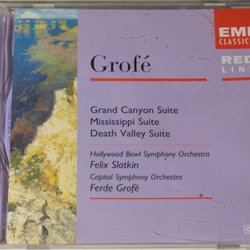 EMI
CLASSICS
RED
LINE
Grofé
Grand Canyon Suite
Mississippi Suite
Death Valley Suite
Hollywood Bowl Symphony Orchestra
Felix Slatkin
Capitol Symphony Orchestra
Ferde Grofé